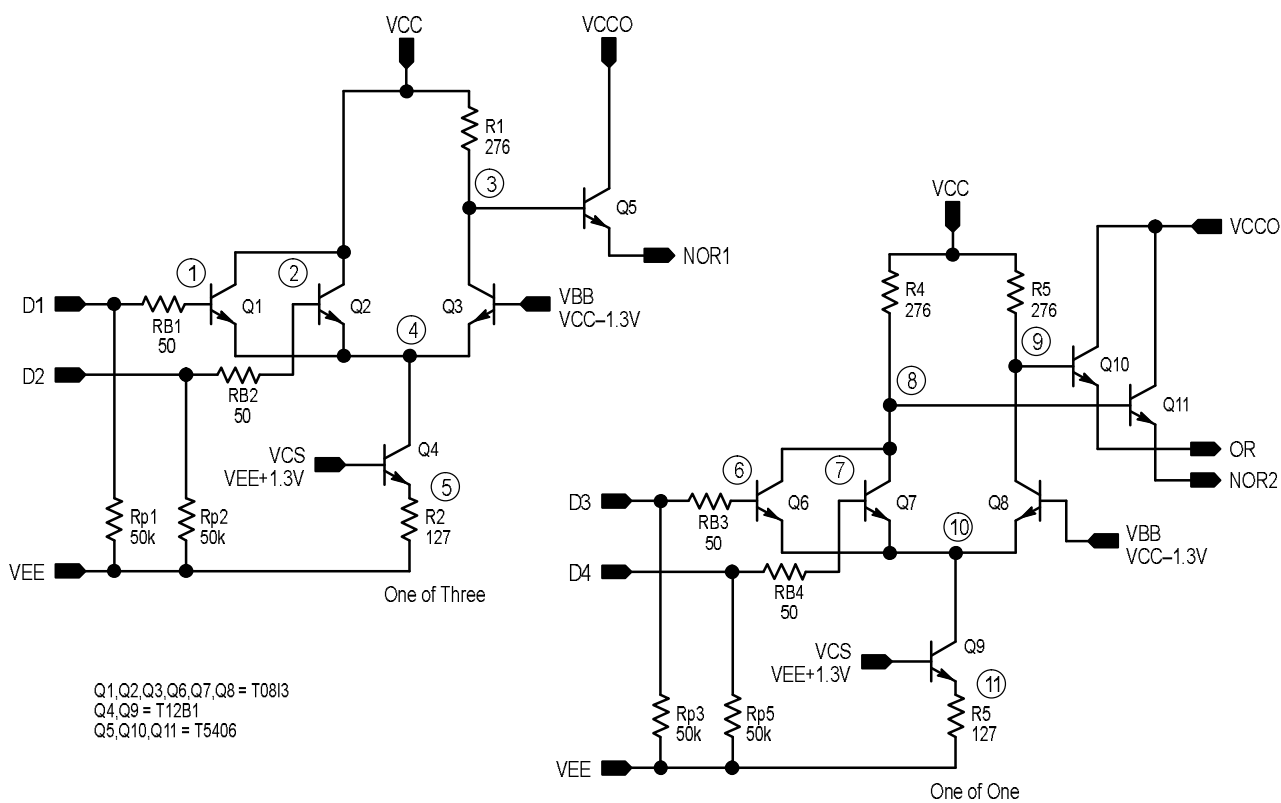 VCC
VCCO
R1
276
③
Q5
NOR1
①
②
D1
RB1
50
Q1
Q2
Q3
VBB
VCC–1.3V
④
D2
RB2
50
VCS
VEE+1.3V
Q4
⑤
Rp1
50k
Rp2
50k
R2
127
VEE
One of Three
VCC
VCCO
R4
276
R5
276
⑨
Q10
⑧
Q11
OR
NOR2
⑥
⑦
D3
RB3
50
Q6
Q7
Q8
VBB
VCC–1.3V
⑩
D4
RB4
50
VCS
VEE+1.3V
Q9
⑪
Rp3
50k
Rp5
50k
R5
127
VEE
One of One
Q1,Q2,Q3,Q6,Q7,Q8 = T08I3
Q4,Q9 = T12B1
Q5,Q10,Q11 = T5406